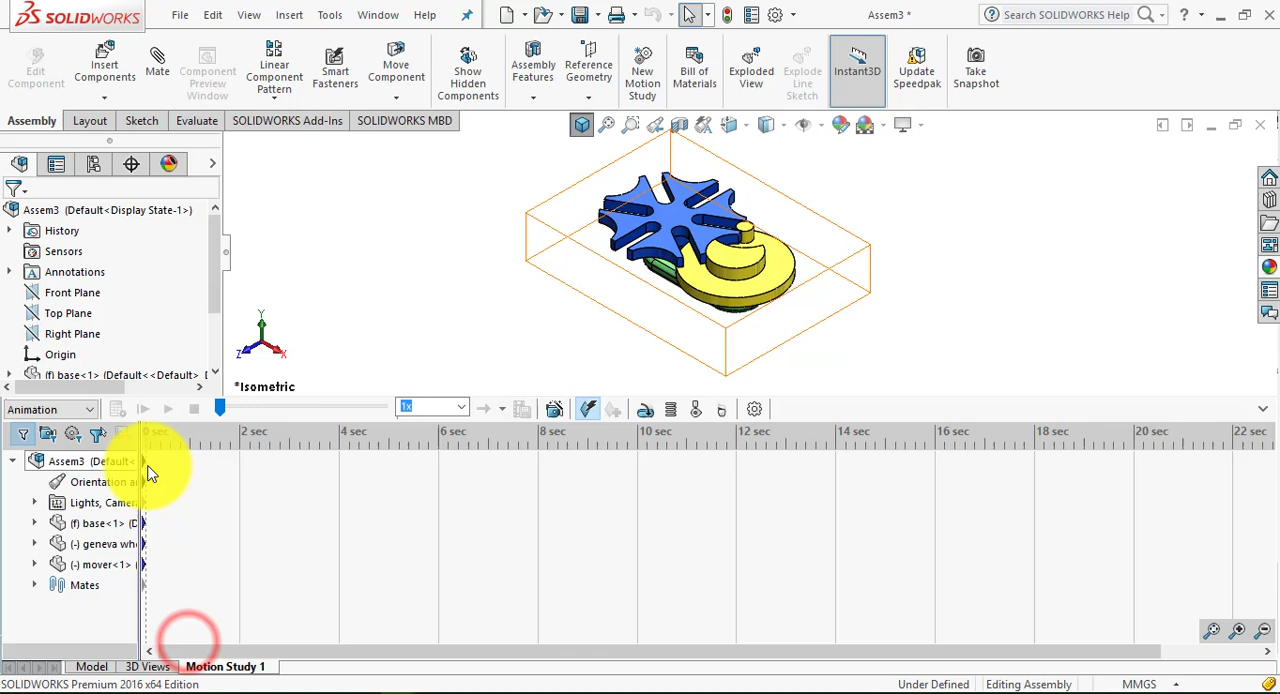 SOLIDWORKS File Edit View Insert Tools Window Help Assem3 * Search SOLIDWORKS Help
Edit Component
Insert Components
Mate
Component Preview Window
Linear Component Pattern
Smart Fasteners
Move Component
Show Hidden Components
Assembly Features
Reference Geometry
New Motion Study
Bill of Materials
Exploded View
Explode Line Sketch
Instant3D
Update Speedpak
Take Snapshot
Assembly Layout Sketch Evaluate SOLIDWORKS Add-Ins SOLIDWORKS MBD
Assem3 (Default<Display State-1>)
History
Sensors
Annotations
Front Plane
Top Plane
Right Plane
Origin
(f) base<1> (Default<<Default>_D
Y
Z X
*Isometric
Animation 1x
0 sec 2 sec 4 sec 6 sec 8 sec 10 sec 12 sec 14 sec 16 sec 18 sec 20 sec 22 sec
Assem3 (Default<
Orientation a
Lights, Camer
(f) base<1> (D
(-) geneva whe
(-) mover<1> (
Mates
Model 3D Views Motion Study 1
SOLIDWORKS Premium 2016 x64 Edition Under Defined Editing Assembly MMGS